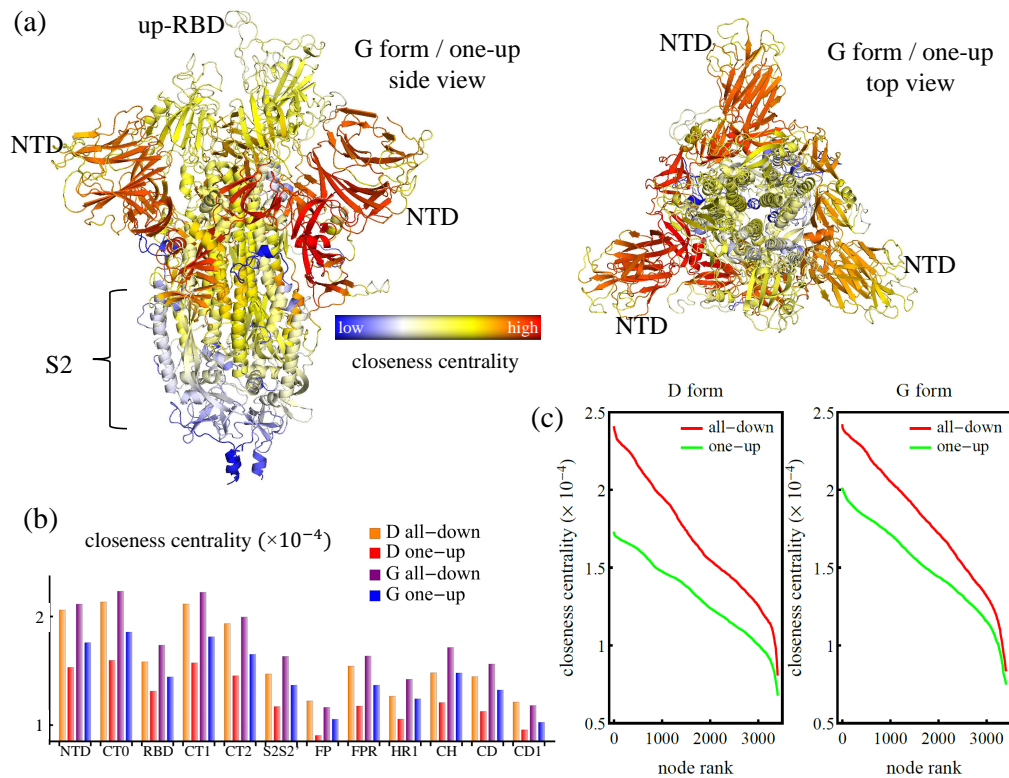 (a)
up-RBD
G form / one-up
side view
NTD
NTD
S2
low
high
closeness centrality
NTD
G form / one-up
top view
NTD
NTD
(b)
closeness centrality (×10⁻⁴)
D all−down
D one−up
G all−down
G one−up
2
1
NTD CT0 RBD CT1 CT2 S2S2' FP FPR HR1 CH CD CD1
(c)
D form
all−down
one−up
closeness centrality (× 10⁻⁴)
2.5
2
1.5
1
0.5
0 1000 2000 3000
node rank
G form
all−down
one−up
closeness centrality (× 10⁻⁴)
2.5
2
1.5
1
0.5
0 1000 2000 3000
node rank